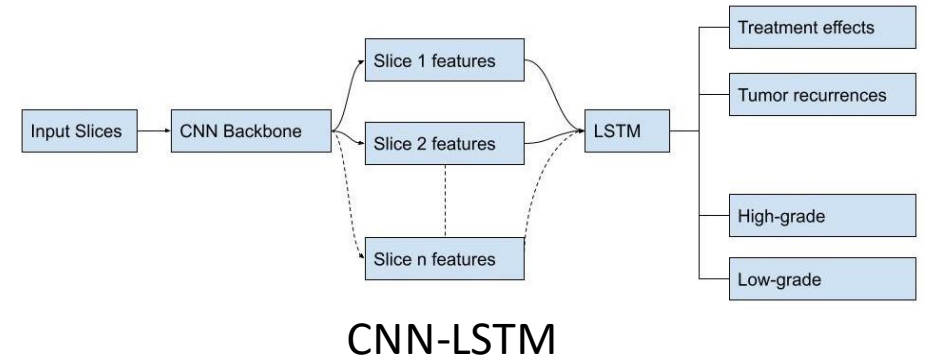 Input Slices
CNN Backbone
Slice 1 features
Slice 2 features
Slice n features
LSTM
Treatment effects
Tumor recurrences
High-grade
Low-grade
CNN-LSTM